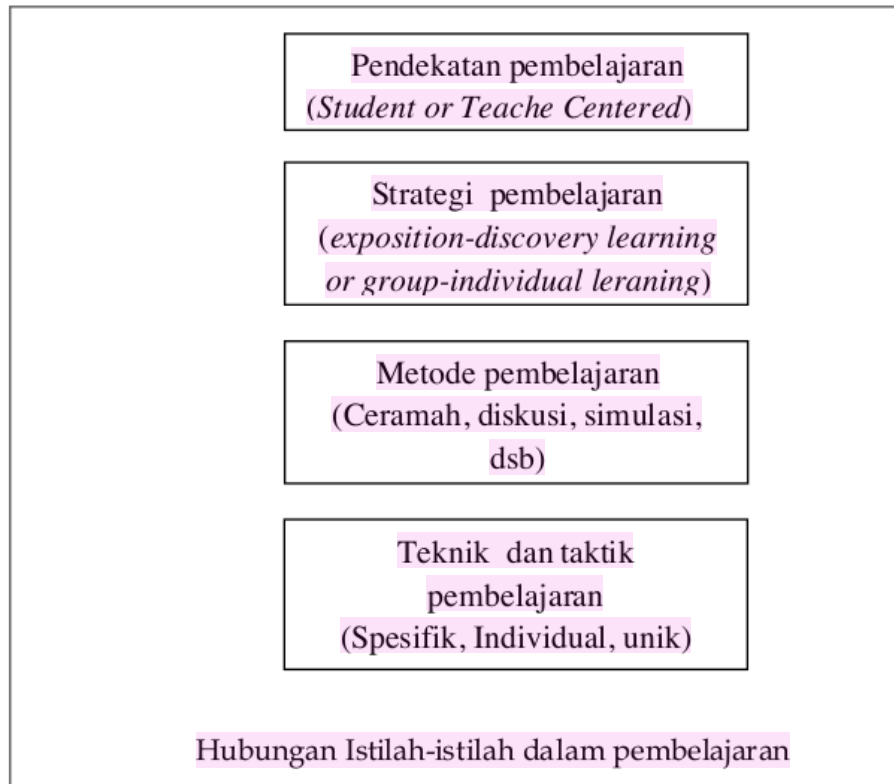 Pendekatan pembelajaran
(Student or Teache Centered)
Strategi pembelajaran
(exposition-discovery learning
or group-individual leraning)
Metode pembelajaran
(Ceramah, diskusi, simulasi,
dsb)
Teknik dan taktik
pembelajaran
(Spesifik, Individual, unik)
Hubungan Istilah-istilah dalam pembelajaran